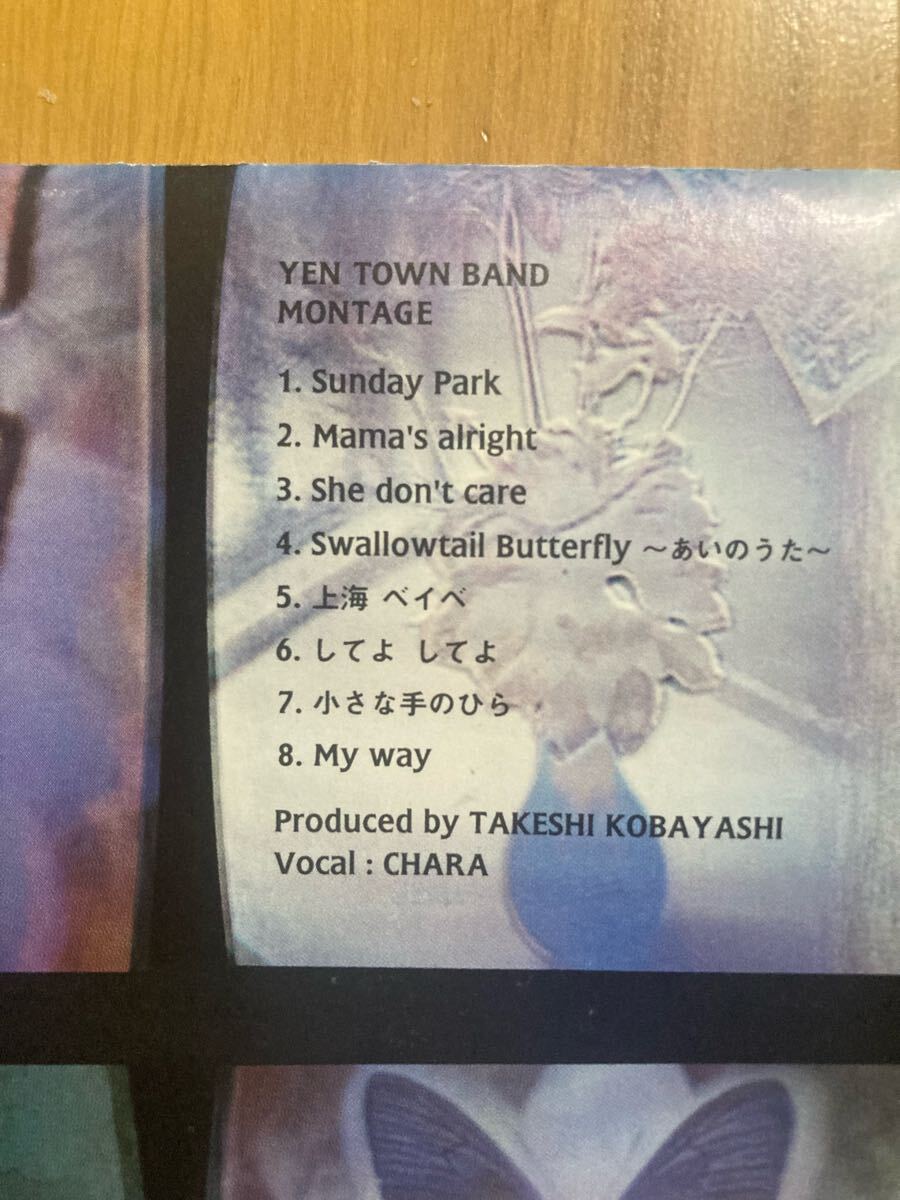 YEN TOWN BAND
MONTAGE
1. Sunday Park
2. Mama's alright
3. She don't care
4. Swallowtail Butterfly 〜あいのうた〜
5. 上海 ベイベ
6. してよ してよ
7. 小さな手のひら
8. My way
Produced by TAKESHI KOBAYASHI
Vocal : CHARA